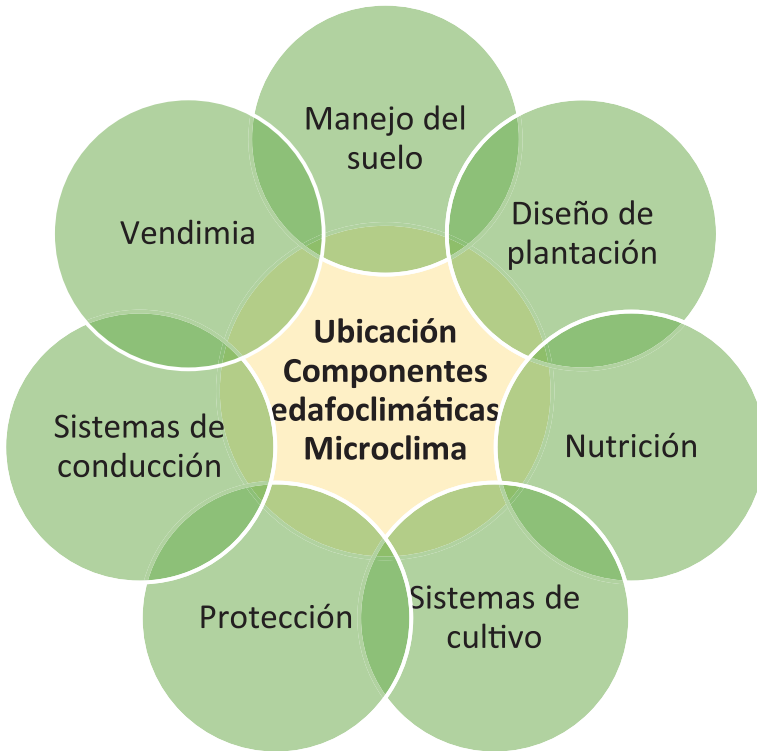 Manejo del
suelo
Diseño de
plantación
Nutrición
Sistemas de
cultivo
Protección
Sistemas de
conducción
Vendimia
Ubicación
Componentes
edafoclimáticas
Microclima